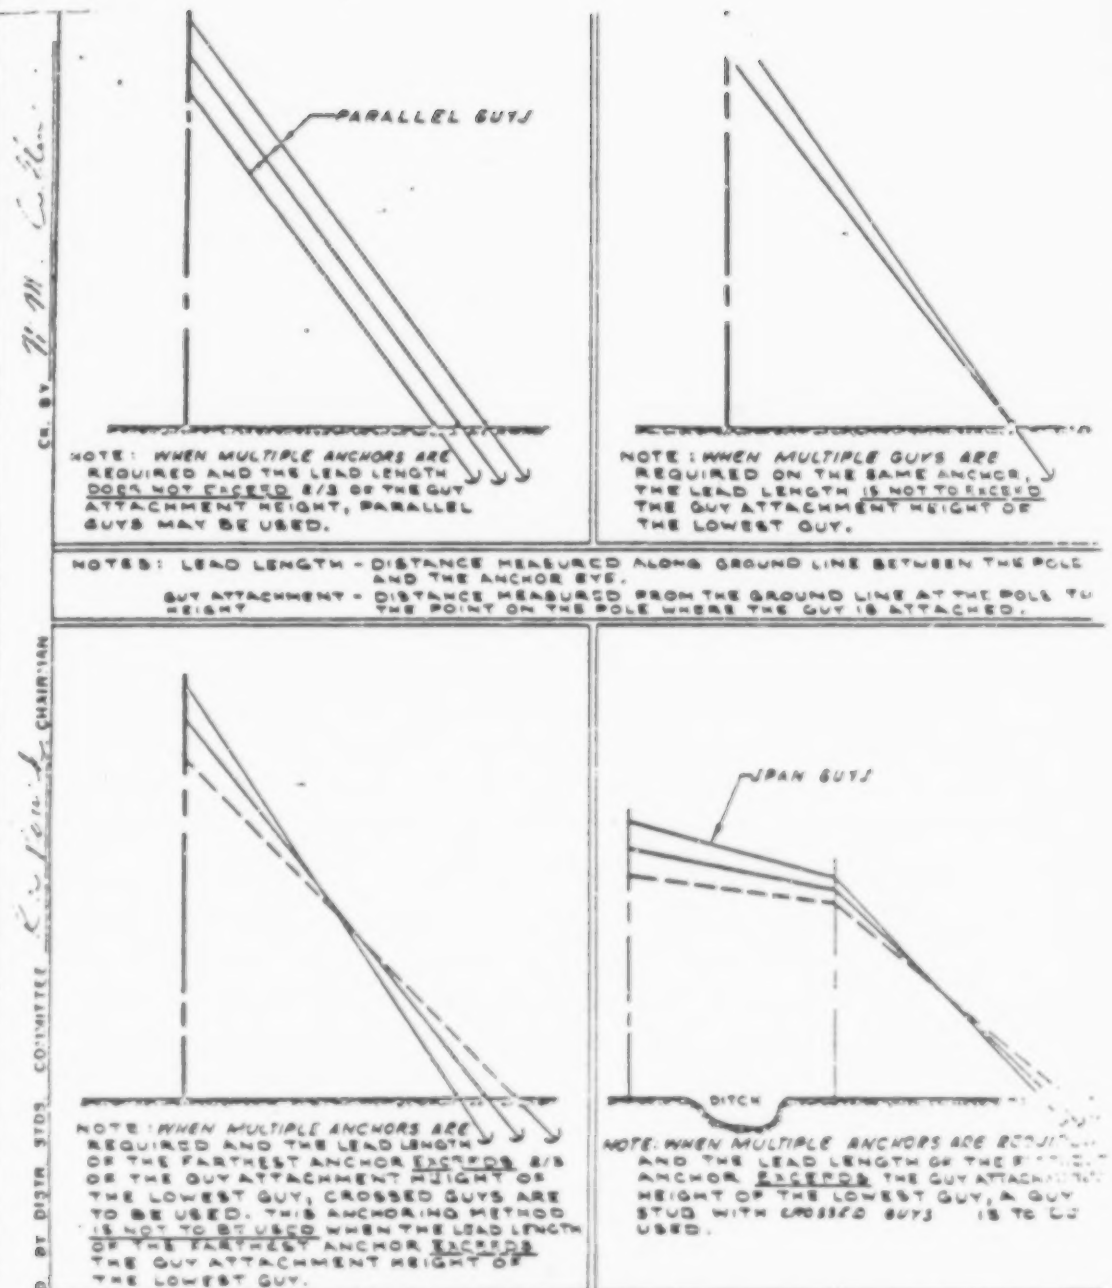 PARALLEL GUYS
NOTE: WHEN MULTIPLE ANCHORS ARE
REQUIRED AND THE LEAD LENGTH
DOES NOT EXCEED 2/3 OF THE GUY
ATTACHMENT HEIGHT, PARALLEL
GUYS MAY BE USED.
NOTE: WHEN MULTIPLE GUYS ARE
REQUIRED ON THE SAME ANCHOR,
THE LEAD LENGTH IS NOT TO EXCEED
THE GUY ATTACHMENT HEIGHT OF
THE LOWEST GUY.
NOTES: LEAD LENGTH - DISTANCE MEASURED ALONG GROUND LINE BETWEEN THE POLE
AND THE ANCHOR EYE.
GUY ATTACHMENT - DISTANCE MEASURED FROM THE GROUND LINE AT THE POLE TO
HEIGHT THE POINT ON THE POLE WHERE THE GUY IS ATTACHED.
NOTE: WHEN MULTIPLE ANCHORS ARE
REQUIRED AND THE LEAD LENGTH
OF THE FARTHEST ANCHOR EXCEEDS 2/3
OF THE GUY ATTACHMENT HEIGHT OF
THE LOWEST GUY, CROSSED GUYS ARE
TO BE USED. THIS ANCHORING METHOD
IS NOT TO BE USED WHEN THE LEAD LENGTH
OF THE FARTHEST ANCHOR EXCEEDS
THE GUY ATTACHMENT HEIGHT OF
THE LOWEST GUY.
SPAN GUYS
DITCH
NOTE: WHEN MULTIPLE ANCHORS ARE
AND THE LEAD LENGTH OF THE
ANCHOR EXCEEDS THE GUY
HEIGHT OF THE LOWEST GUY, A GUY
STUB WITH CROSSED GUYS IS TO BE
USED.
CH. BY
BY DISTR STDS COMMITTEE CHAIRMAN